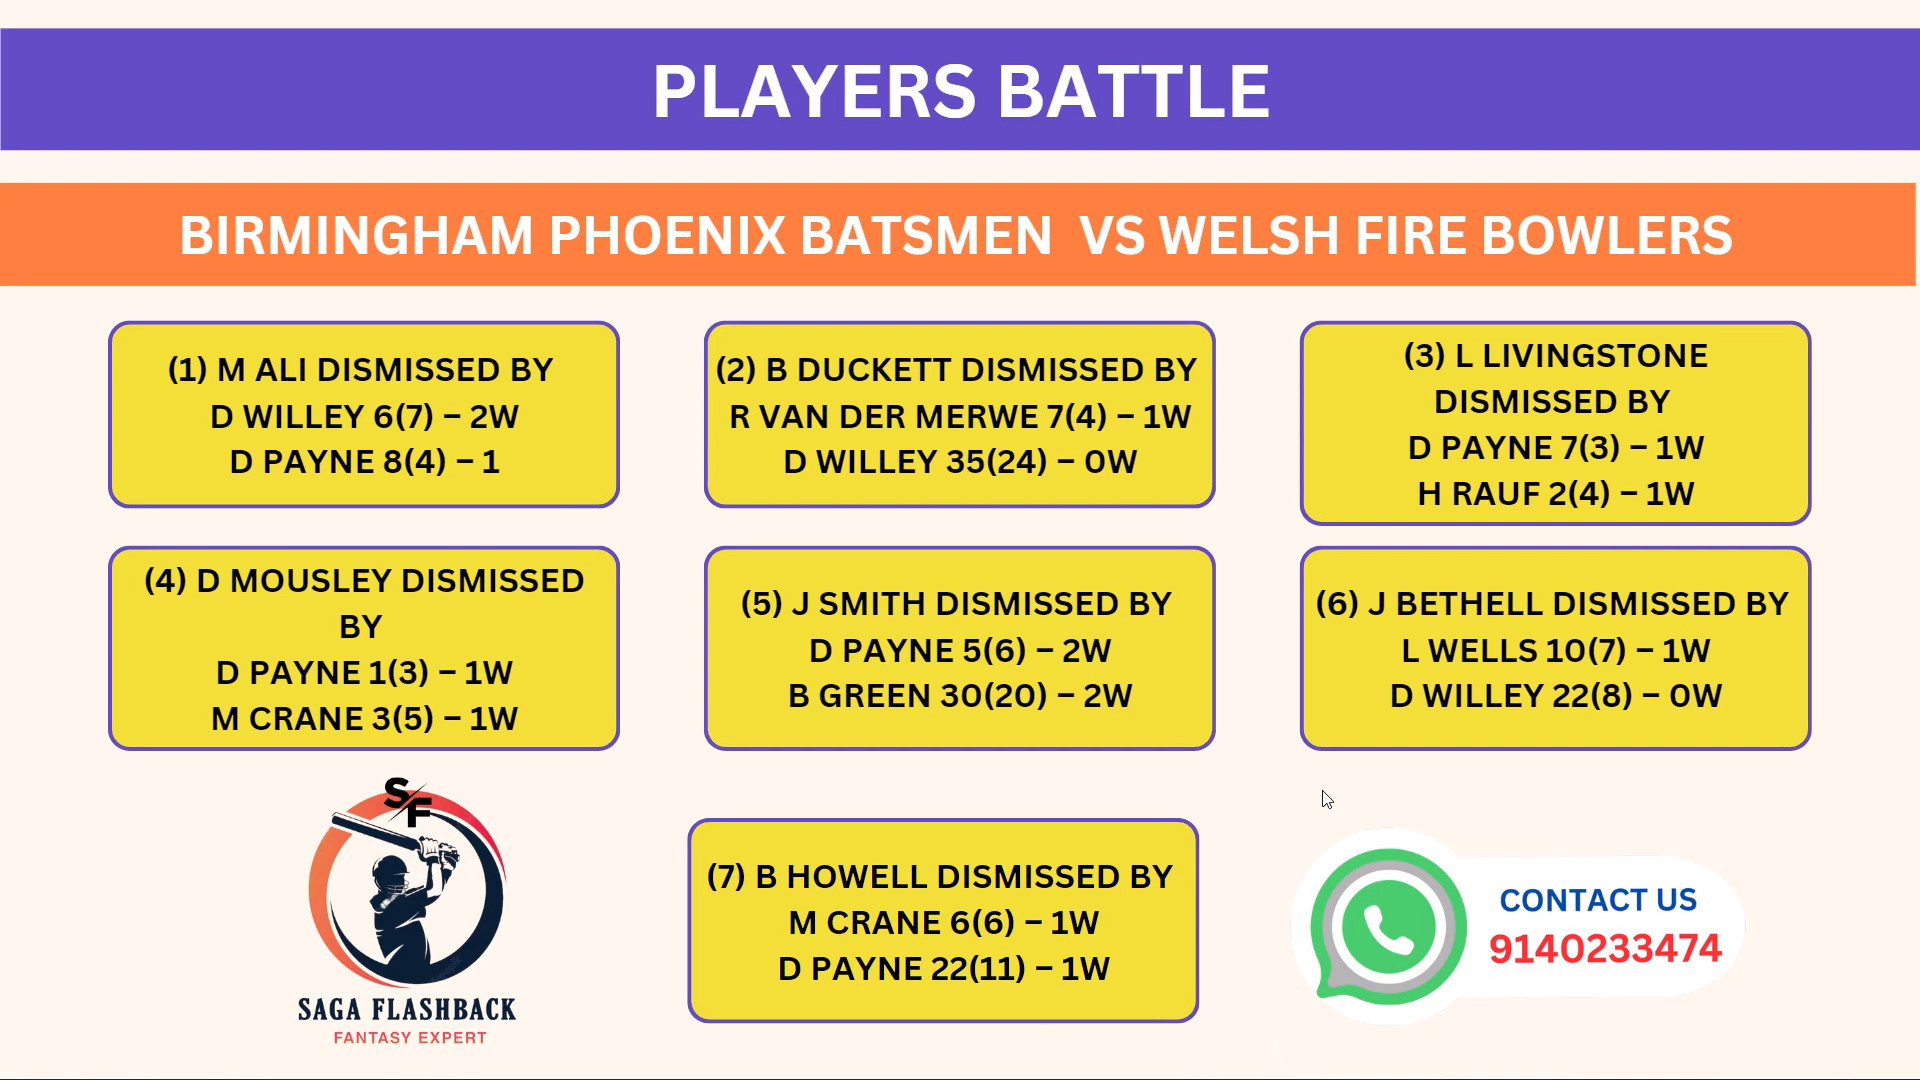 PLAYERS BATTLE
BIRMINGHAM PHOENIX BATSMEN VS WELSH FIRE BOWLERS
(1) M ALI DISMISSED BY
D WILLEY 6(7) – 2W
D PAYNE 8(4) – 1
(2) B DUCKETT DISMISSED BY
R VAN DER MERWE 7(4) – 1W
D WILLEY 35(24) – 0W
(3) L LIVINGSTONE
DISMISSED BY
D PAYNE 7(3) – 1W
H RAUF 2(4) – 1W
(4) D MOUSLEY DISMISSED
BY
D PAYNE 1(3) – 1W
M CRANE 3(5) – 1W
(5) J SMITH DISMISSED BY
D PAYNE 5(6) – 2W
B GREEN 30(20) – 2W
(6) J BETHELL DISMISSED BY
L WELLS 10(7) – 1W
D WILLEY 22(8) – 0W
SF
SAGA FLASHBACK
FANTASY EXPERT
(7) B HOWELL DISMISSED BY
M CRANE 6(6) – 1W
D PAYNE 22(11) – 1W
CONTACT US
9140233474